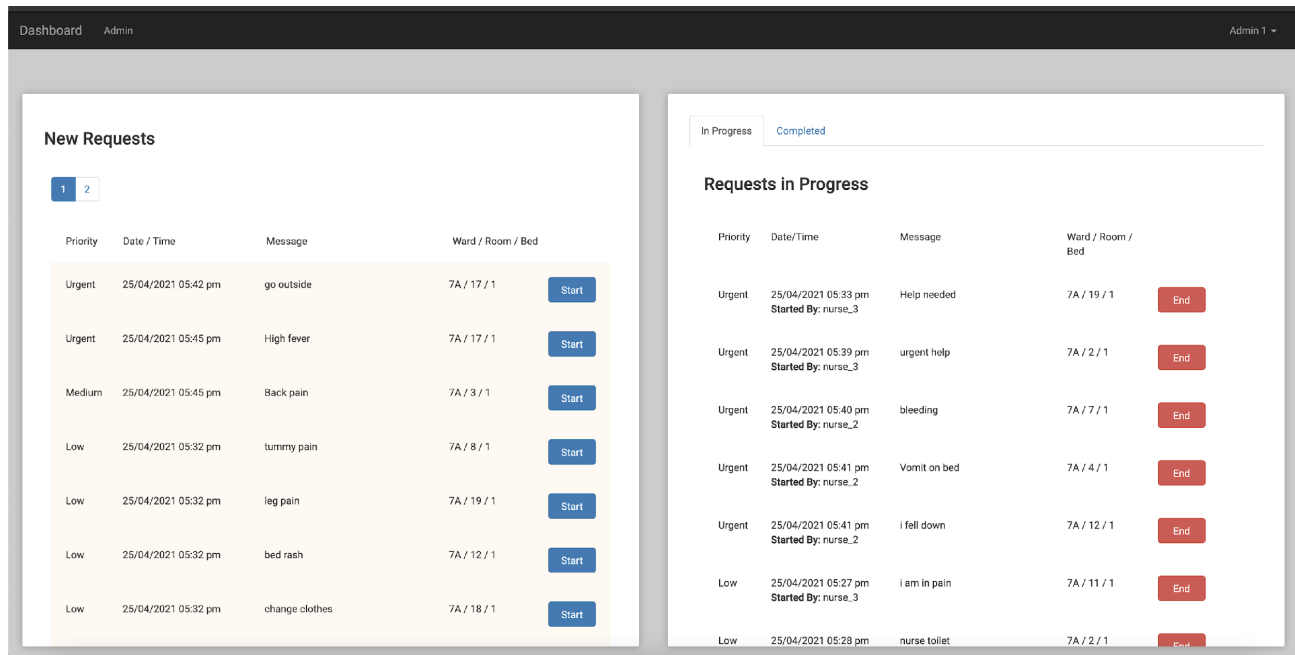 Dashboard Admin Admin 1
New Requests
1 2
Priority Date / Time Message Ward / Room / Bed
Urgent 25/04/2021 05:42 pm go outside 7A / 17 / 1 Start
Urgent 25/04/2021 05:45 pm High fever 7A / 17 / 1 Start
Medium 25/04/2021 05:45 pm Back pain 7A / 3 / 1 Start
Low 25/04/2021 05:32 pm tummy pain 7A / 8 / 1 Start
Low 25/04/2021 05:32 pm leg pain 7A / 19 / 1 Start
Low 25/04/2021 05:32 pm bed rash 7A / 12 / 1 Start
Low 25/04/2021 05:32 pm change clothes 7A / 18 / 1 Start
In Progress Completed
Requests in Progress
Priority Date/Time Message Ward / Room /
Bed
Urgent 25/04/2021 05:33 pm Help needed 7A / 19 / 1 End
Started By: nurse_3
Urgent 25/04/2021 05:39 pm urgent help 7A / 2 / 1 End
Started By: nurse_3
Urgent 25/04/2021 05:40 pm bleeding 7A / 7 / 1 End
Started By: nurse_2
Urgent 25/04/2021 05:41 pm Vomit on bed 7A / 4 / 1 End
Started By: nurse_2
Urgent 25/04/2021 05:41 pm i fell down 7A / 12 / 1 End
Started By: nurse_2
Low 25/04/2021 05:27 pm i am in pain 7A / 11 / 1 End
Started By: nurse_3
Low 25/04/2021 05:28 pm nurse toilet 7A / 2 / 1 End